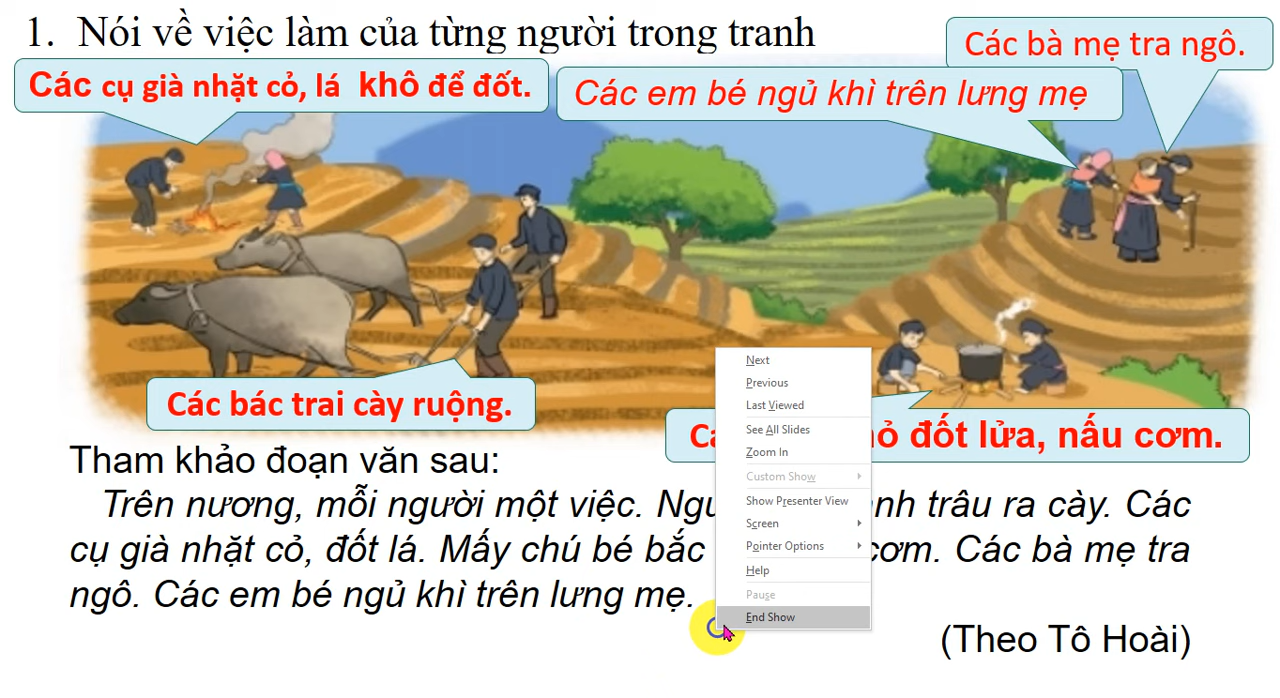 1. Nói về việc làm của từng người trong tranh
Các bà mẹ tra ngô.
Các cụ già nhặt cỏ, lá khô để đốt.
Các em bé ngủ khì trên lưng mẹ
Các bác trai cày ruộng.
đốt lửa, nấu cơm.
Tham khảo đoạn văn sau:
Trên nương, mỗi người một việc. trâu ra cày. Các
cụ già nhặt cỏ, đốt lá. Mấy chú bé bắc cơm. Các bà mẹ tra
ngô. Các em bé ngủ khì trên lưng mẹ.
(Theo Tô Hoài)
Next
Previous
Last Viewed
See All Slides
Zoom In
Custom Show
Show Presenter View
Screen
Pointer Options
Help
Pause
End Show